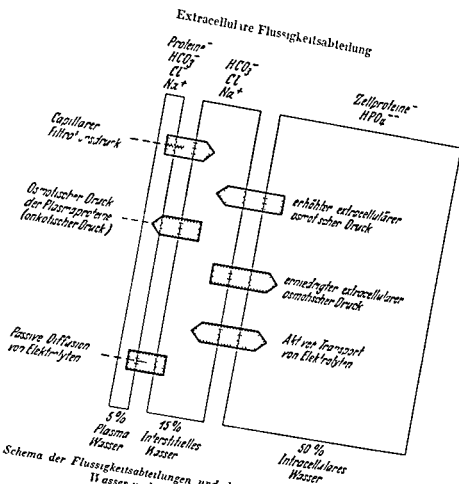 Extracellulare Flussigkeitsabteilung
Proteine⁻
HCO₃⁻
Cl⁻
Na⁺
HCO₃⁻
Cl⁻
Na⁺
Zellproteine⁻
HPO₄⁻⁻
Capillarer
Osmotischer Druck
der Plasmaproteine
(onkotischer Druck)
Passive Diffusion
von Elektrolyten
erhöhter extracellulärer
osmotischer Druck
erniedrigter extracellularer
osmotischer Druck
Aktiver Transport
von Elektrolyten
5%
Plasma
Wasser
15%
Interstitielles
Wasser
50%
Intracellulares
Wasser
Schema der Flussigkeitsabteilungen und